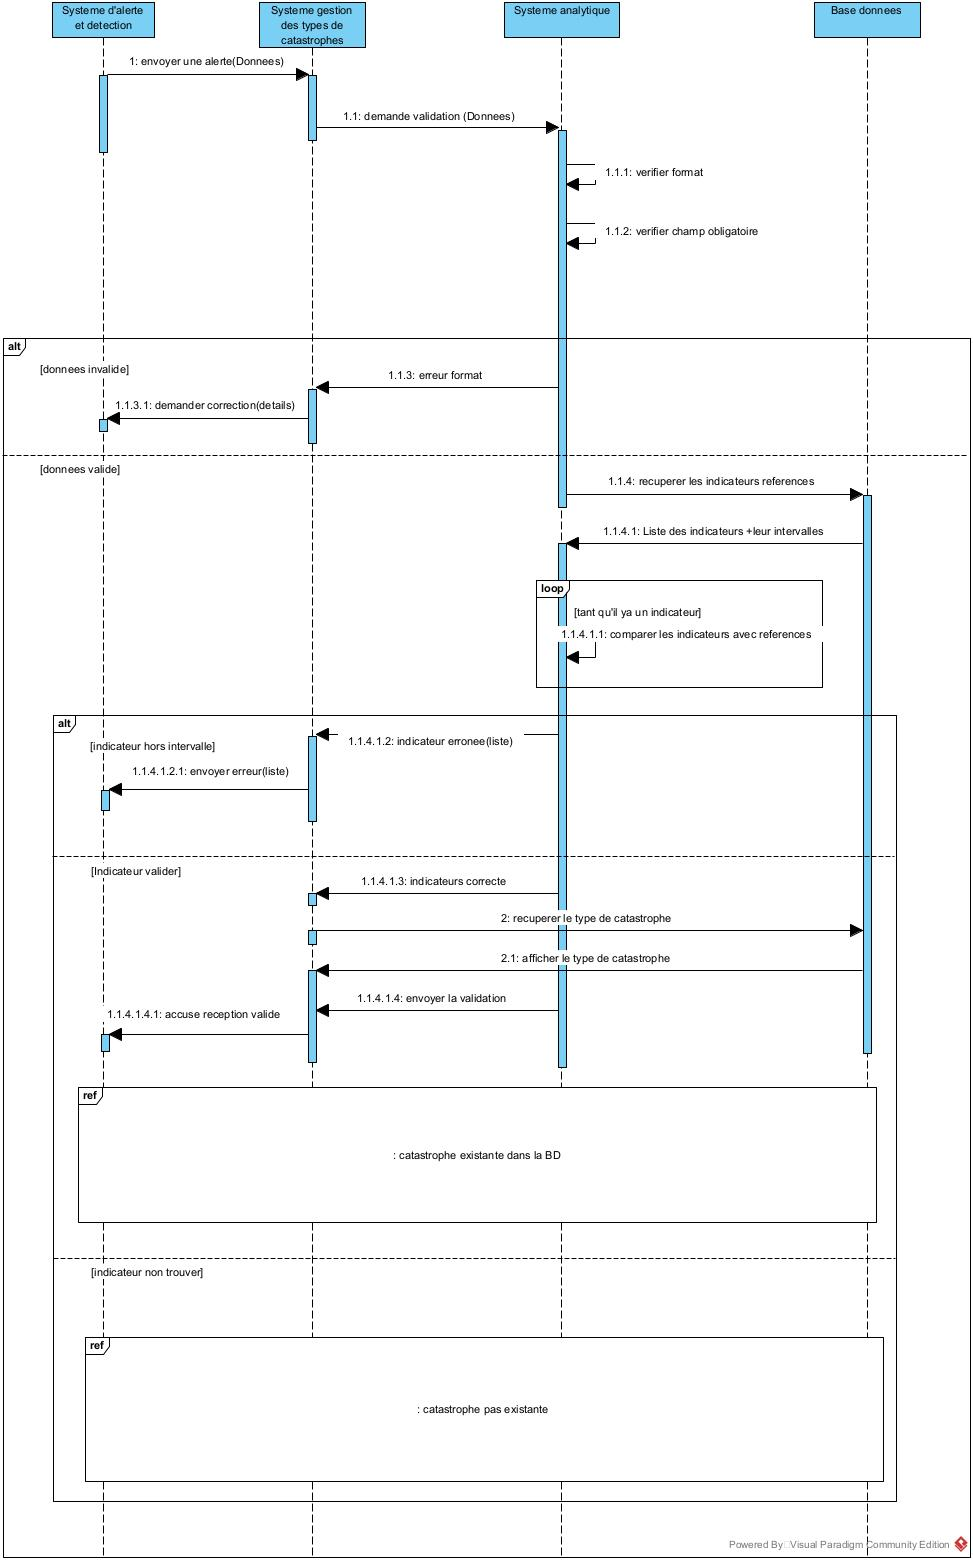 Systeme d'alerte
et detection
Systeme gestion
des types de
catastrophes
Systeme analytique
Base donnees
1: envoyer une alerte(Donnees)
1.1: demande validation (Donnees)
1.1.1: verifier format
1.1.2: verifier champ obligatoire
alt
[donnees invalide]
1.1.3: erreur format
1.1.3.1: demander correction(details)
[donnees valide]
1.1.4: recuperer les indicateurs references
1.1.4.1: Liste des indicateurs +leur intervalles
loop
[tant qu'il ya un indicateur]
1.1.4.1.1: comparer les indicateurs avec references
alt
[indicateur hors intervalle]
1.1.4.1.2: indicateur erronee(liste)
1.1.4.1.2.1: envoyer erreur(liste)
[Indicateur valider]
1.1.4.1.3: indicateurs correcte
2: recuperer le type de catastrophe
2.1: afficher le type de catastrophe
1.1.4.1.4: envoyer la validation
1.1.4.1.4.1: accuse reception valide
ref
: catastrophe existante dans la BD
[indicateur non trouver]
ref
: catastrophe pas existante
Powered By Visual Paradigm Community Edition